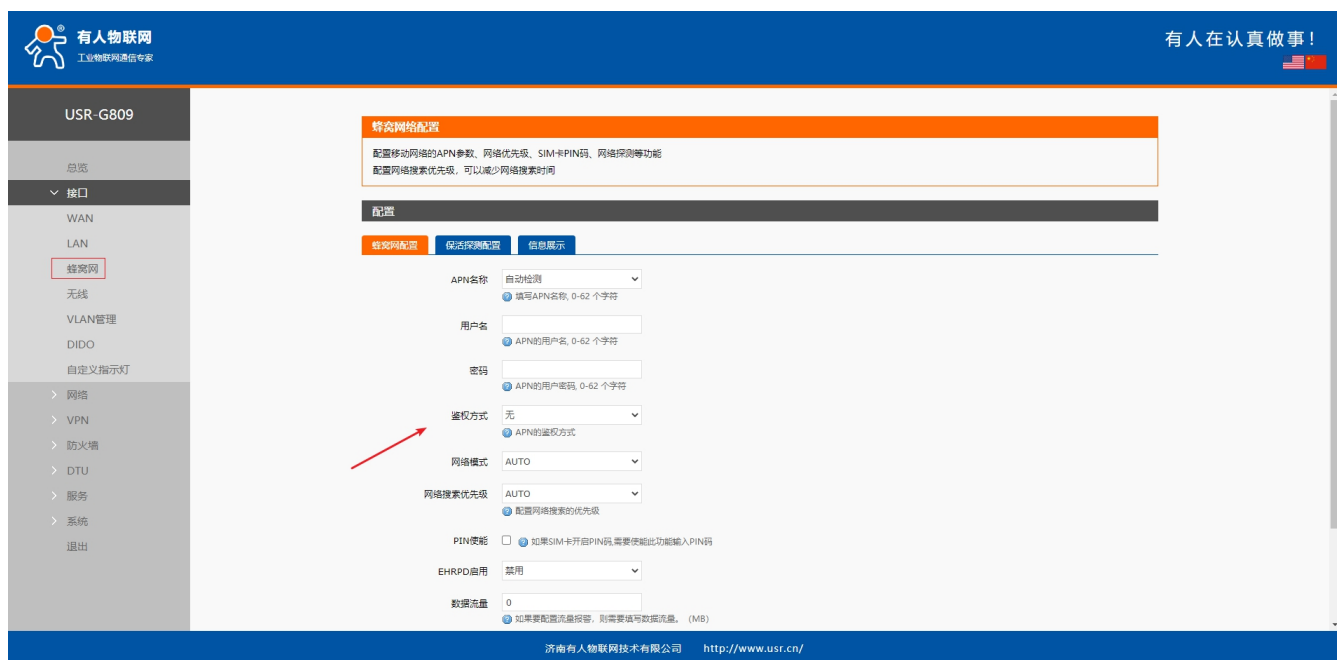 有人物联网
®
工业物联网通信专家
有人在认真做事！
USR-G809
总览
接口
WAN
LAN
蜂窝网
无线
VLAN管理
DIDO
自定义指示灯
网络
VPN
防火墙
DTU
服务
系统
退出
蜂窝网络配置
配置移动网络的APN参数、网络优先级、SIM卡PIN码、网络探测等功能
配置网络搜索优先级，可以减少网络搜索时间
配置
蜂窝网配置 保活探测配置 信息展示
APN名称 自动检测
填写APN名称, 0-62 个字符
用户名
APN的用户名, 0-62 个字符
密码
APN的用户密码, 0-62 个字符
鉴权方式 无
APN的鉴权方式
网络模式 AUTO
网络搜索优先级 AUTO
配置网络搜索的优先级
PIN使能 如果SIM卡开启PIN码,需要使能此功能输入PIN码
EHRPD启用 禁用
数据流量 0
如果要配置流量报警，则需要填写数据流量。 (MB)
济南有人物联网技术有限公司 http://www.usr.cn/